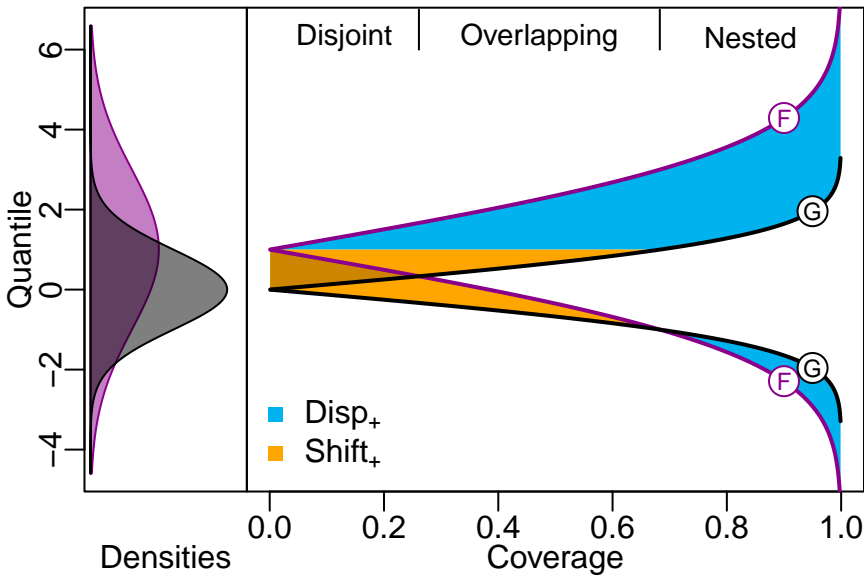 Disjoint | Overlapping | Nested
6
4
2
0
−2
−4
Quantile
F
G
G
F
Disp+
Shift+
0.0 0.2 0.4 0.6 0.8 1.0
Densities Coverage